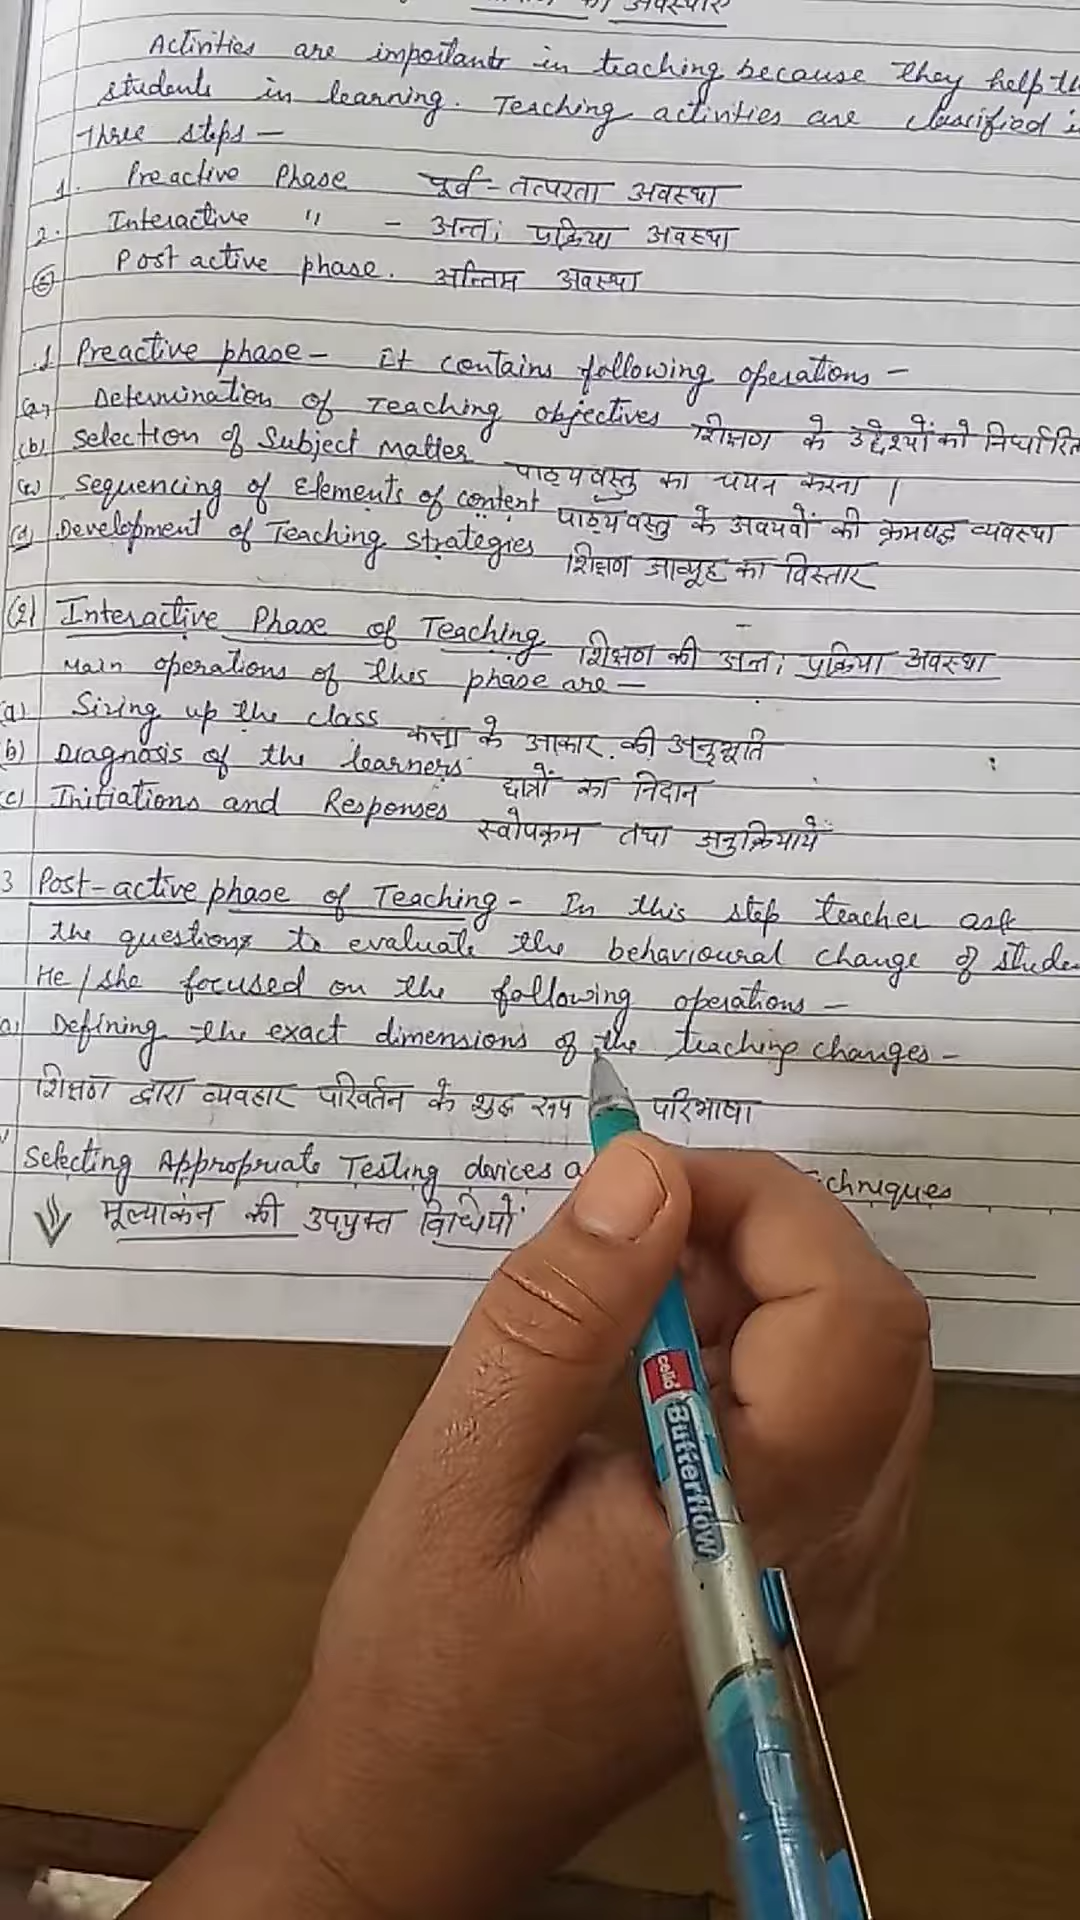 की अवस्थाएँ
Activities are importants in teaching because they help th
students in learning. Teaching activities are classified i
three steps –
1. Preactive Phase पूर्व - तत्परता अवस्था
2. Interactive " - अन्त: प्रक्रिया अवस्था
Post active phase. अन्तिम अवस्था
1. Preactive phase – It contains following operations –
(a) Determination of Teaching objectives शिक्षण के उद्देश्यों को निर्धारित
(b) Selection of Subject Matter पाठ्यवस्तु का चयन करना ।
(c) Sequencing of Elements of content पाठ्यवस्तु के अवयवों की क्रमबद्ध व्यवस्था
(d) Development of Teaching strategies शिक्षण आव्यूह का विस्तार
(2) Interactive Phase of Teaching शिक्षण की अन्त: प्रक्रिया अवस्था
Main operations of this phase are –
(a) Sizing up the class कक्षा के आकार की अनुभूति
(b) Diagnosis of the learners छात्रों का निदान
(c) Initiations and Responses स्वोपक्रम तथा अनुक्रियायें
3 Post-active phase of Teaching - In this step teacher ask
the questions to evaluate the behavioural change of stude
He/she focused on the following operations –
a) Defining the exact dimensions of the teaching changes –
शिक्षण द्वारा व्यवहार परिवर्तन के शुद्ध रूप परिभाषा
Selecting Appropriate Testing devices a chniques
मूल्याकंन की उपयुक्त विधियों
cello
Butterflow